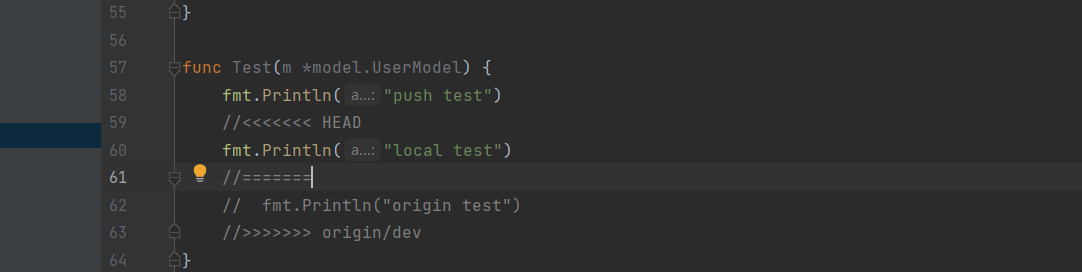 55 }
56
57 func Test(m *model.UserModel) {
58 fmt.Println( a...: "push test")
59 //<<<<<<< HEAD
60 fmt.Println( a...: "local test")
61 //=======
62 //  fmt.Println("origin test")
63 //>>>>>>> origin/dev
64 }